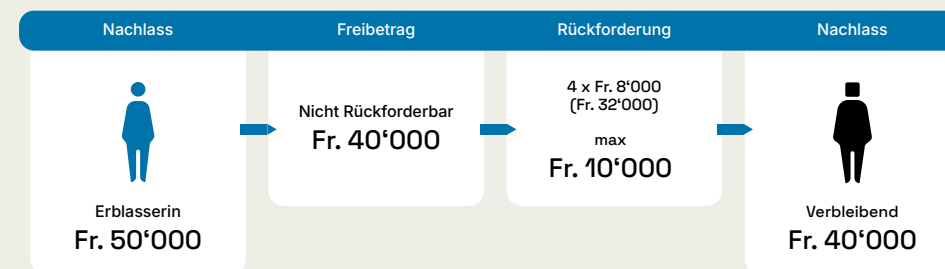 Nachlass
Freibetrag
Rückforderung
Nachlass
Erblasserin
Fr. 50‘000
Nicht Rückforderbar
Fr. 40‘000
4 x Fr. 8‘000
(Fr. 32‘000)
max
Fr. 10‘000
Verbleibend
Fr. 40‘000